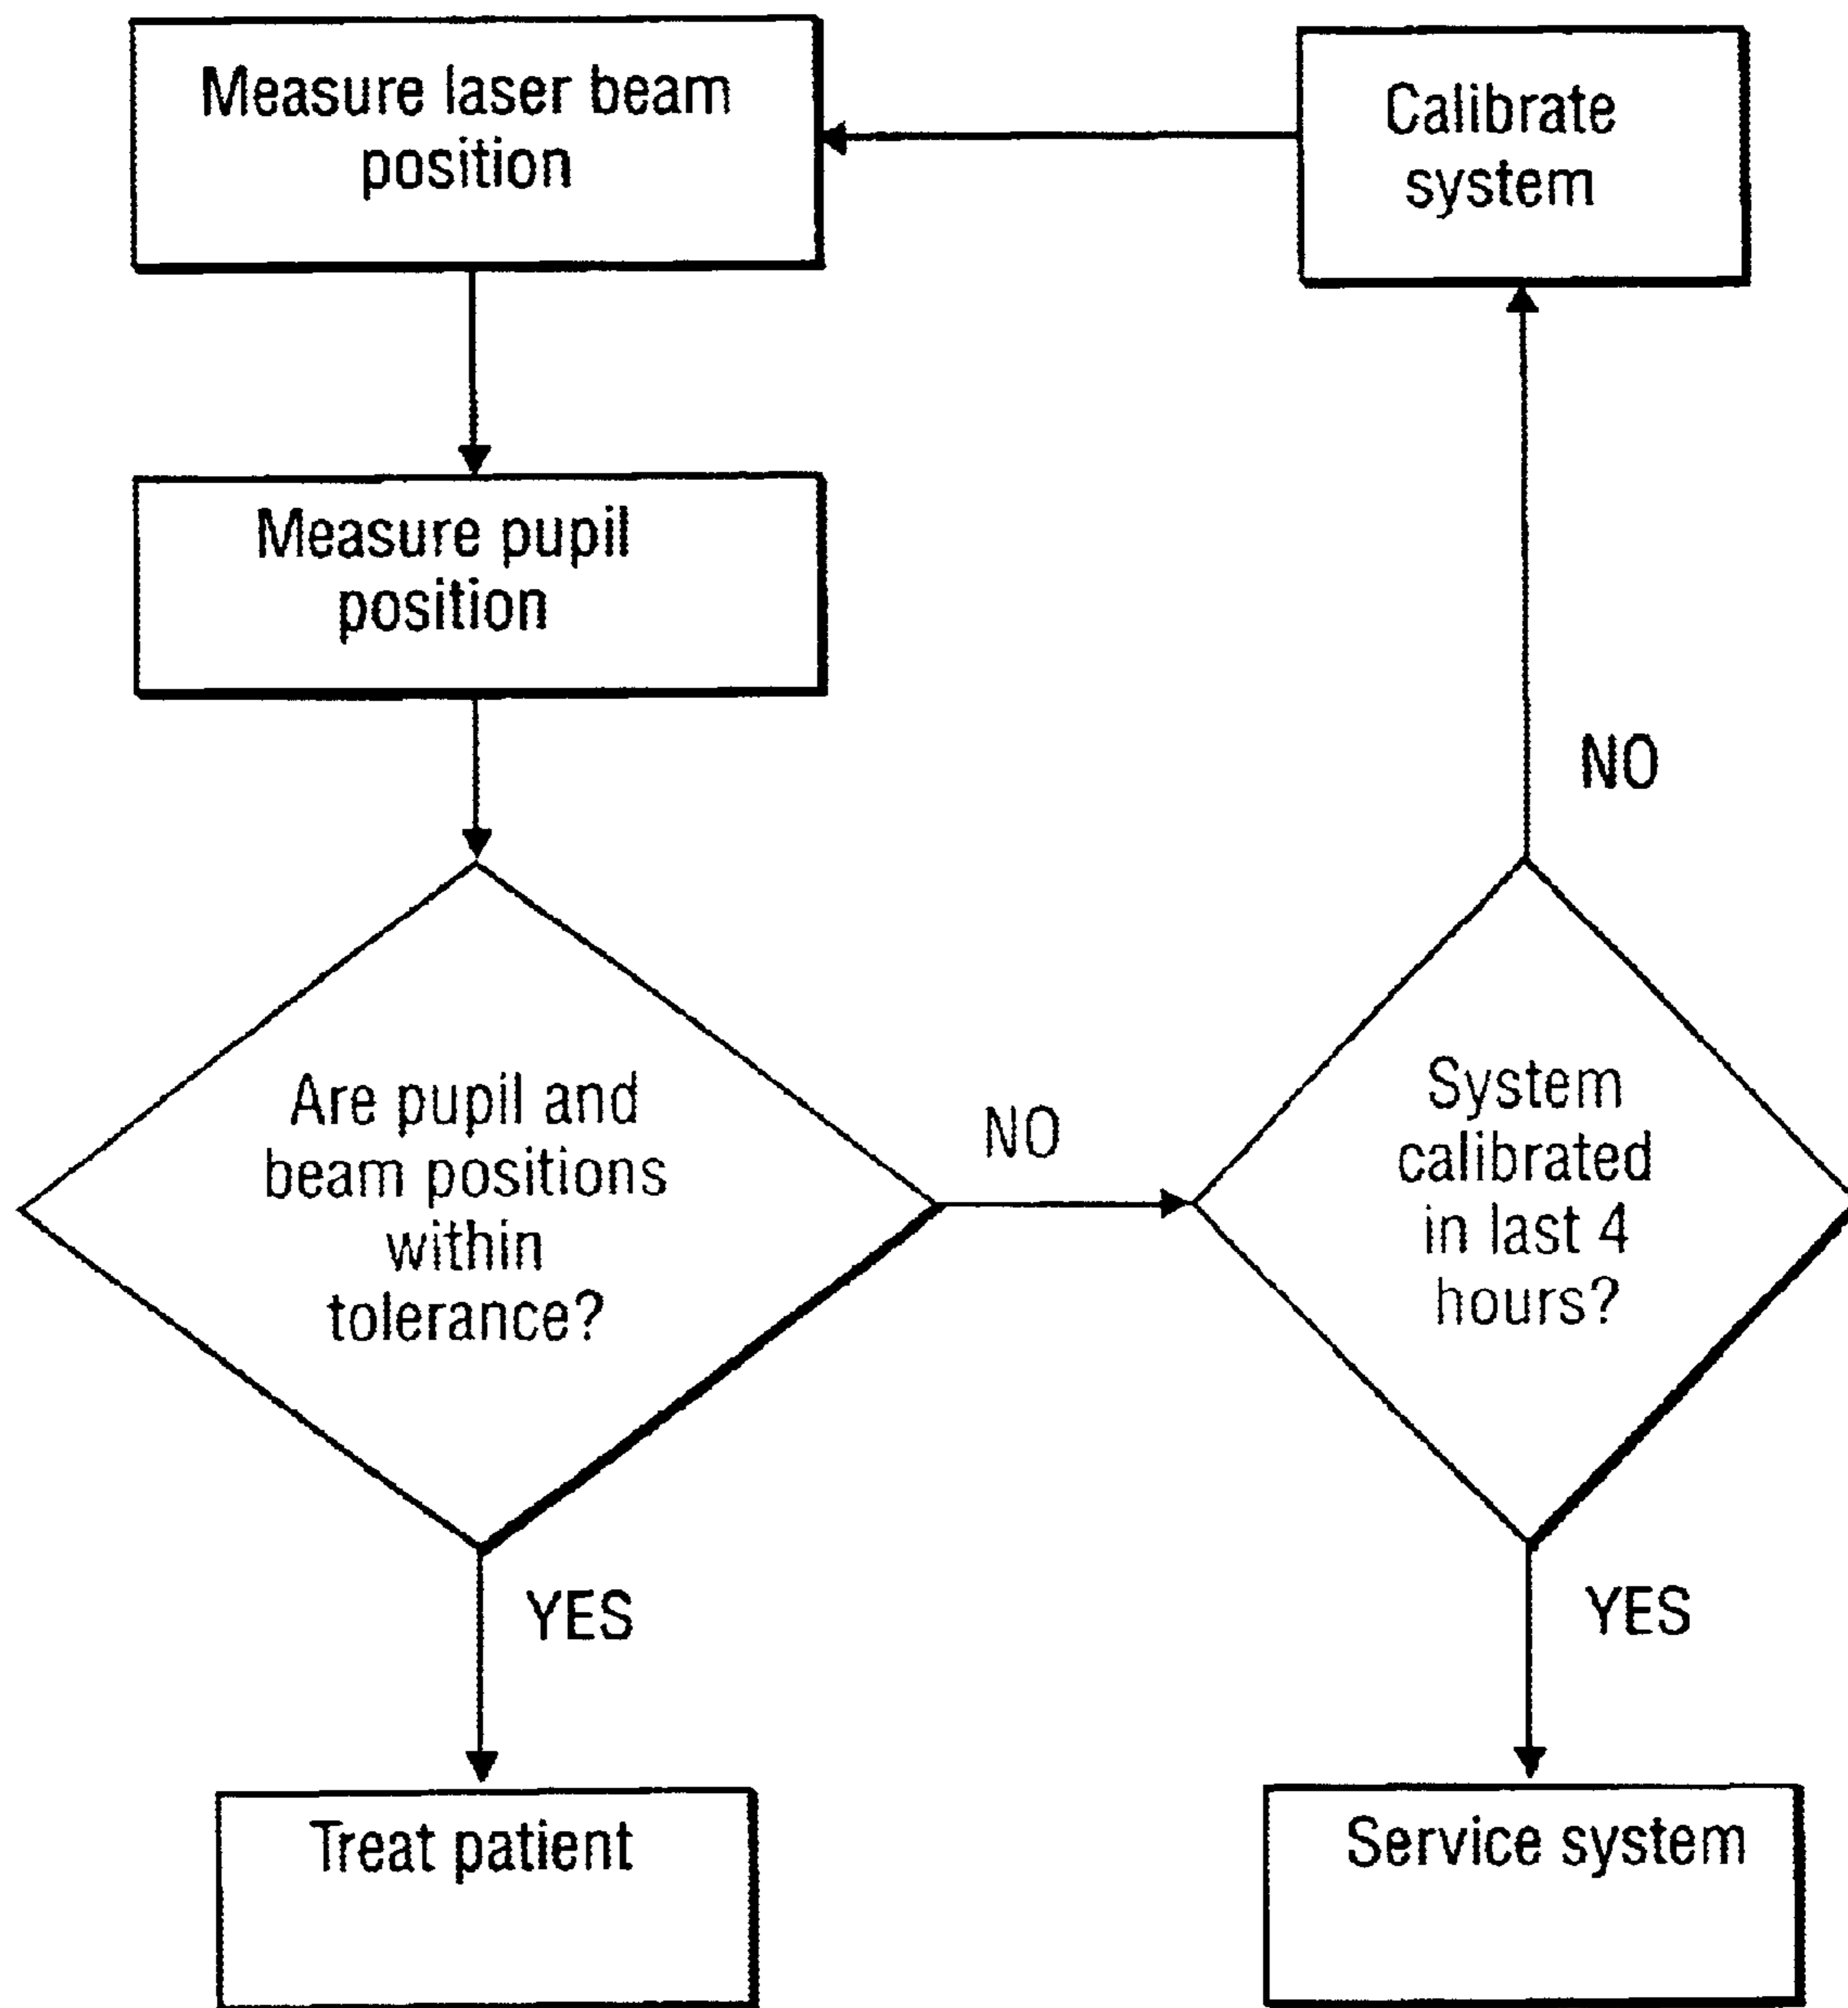 Measure laser beam
position
Calibrate
system
Measure pupil
position
NO
Are pupil and
beam positions
within
tolerance?
NO
System
calibrated
in last 4
hours?
YES
YES
Treat patient
Service system